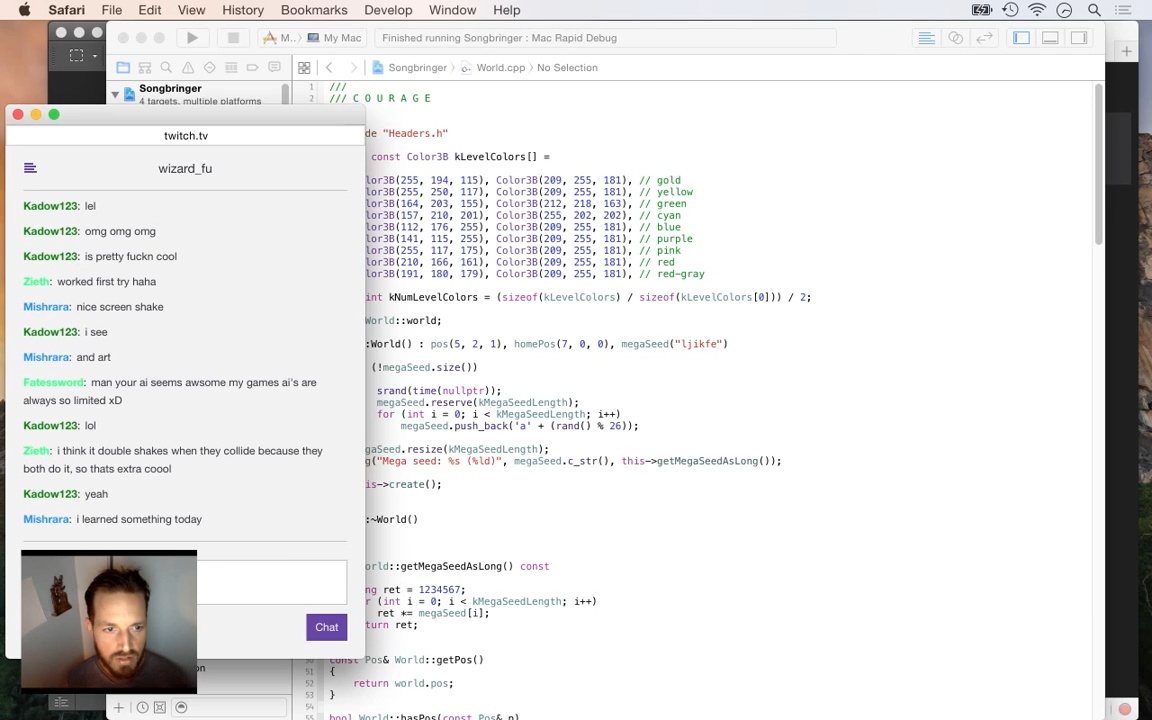 Safari File Edit View History Bookmarks Develop Window Help
M..
My Mac
Finished running Songbringer : Mac Rapid Debug
Songbringer
World.cpp
No Selection
Songbringer
4 targets, multiple platforms
twitch.tv
wizard_fu
Kadow123: lel
Kadow123: omg omg omg
Kadow123: is pretty fuckn cool
Zieth: worked first try haha
Mishrara: nice screen shake
Kadow123: i see
Mishrara: and art
Fatessword: man your ai seems awsome my games ai's are
always so limited xD
Kadow123: lol
Zieth: i think it double shakes when they collide because they
both do it, so thats extra coool
Kadow123: yeah
Mishrara: i learned something today
Chat
1 ///
2 /// C O U R A G E
de "Headers.h"
const Color3B kLevelColors[] =
lor3B(255, 194, 115), Color3B(209, 255, 181), // gold
lor3B(255, 250, 117), Color3B(209, 255, 181), // yellow
lor3B(164, 203, 155), Color3B(212, 218, 163), // green
lor3B(157, 210, 201), Color3B(255, 202, 202), // cyan
lor3B(112, 176, 255), Color3B(209, 255, 181), // blue
lor3B(141, 115, 255), Color3B(209, 255, 181), // purple
lor3B(255, 117, 175), Color3B(209, 255, 181), // pink
lor3B(210, 166, 161), Color3B(209, 255, 181), // red
lor3B(191, 180, 179), Color3B(209, 255, 181), // red-gray
int kNumLevelColors = (sizeof(kLevelColors) / sizeof(kLevelColors[0])) / 2;
World::world;
:World() : pos(5, 2, 1), homePos(7, 0, 0), megaSeed("ljikfe")
(!megaSeed.size())
srand(time(nullptr));
megaSeed.reserve(kMegaSeedLength);
for (int i = 0; i < kMegaSeedLength; i++)
megaSeed.push_back('a' + (rand() % 26));
gaSeed.resize(kMegaSeedLength);
g("Mega seed: %s (%ld)", megaSeed.c_str(), this->getMegaSeedAsLong());
is->create();
:~World()
World::getMegaSeedAsLong() const
ng ret = 1234567;
r (int i = 0; i < kMegaSeedLength; i++)
ret *= megaSeed[i];
turn ret;
const Pos& World::getPos()
51 {
52 return world.pos;
53 }
54
55 bool World::hasPos(const Pos& p)